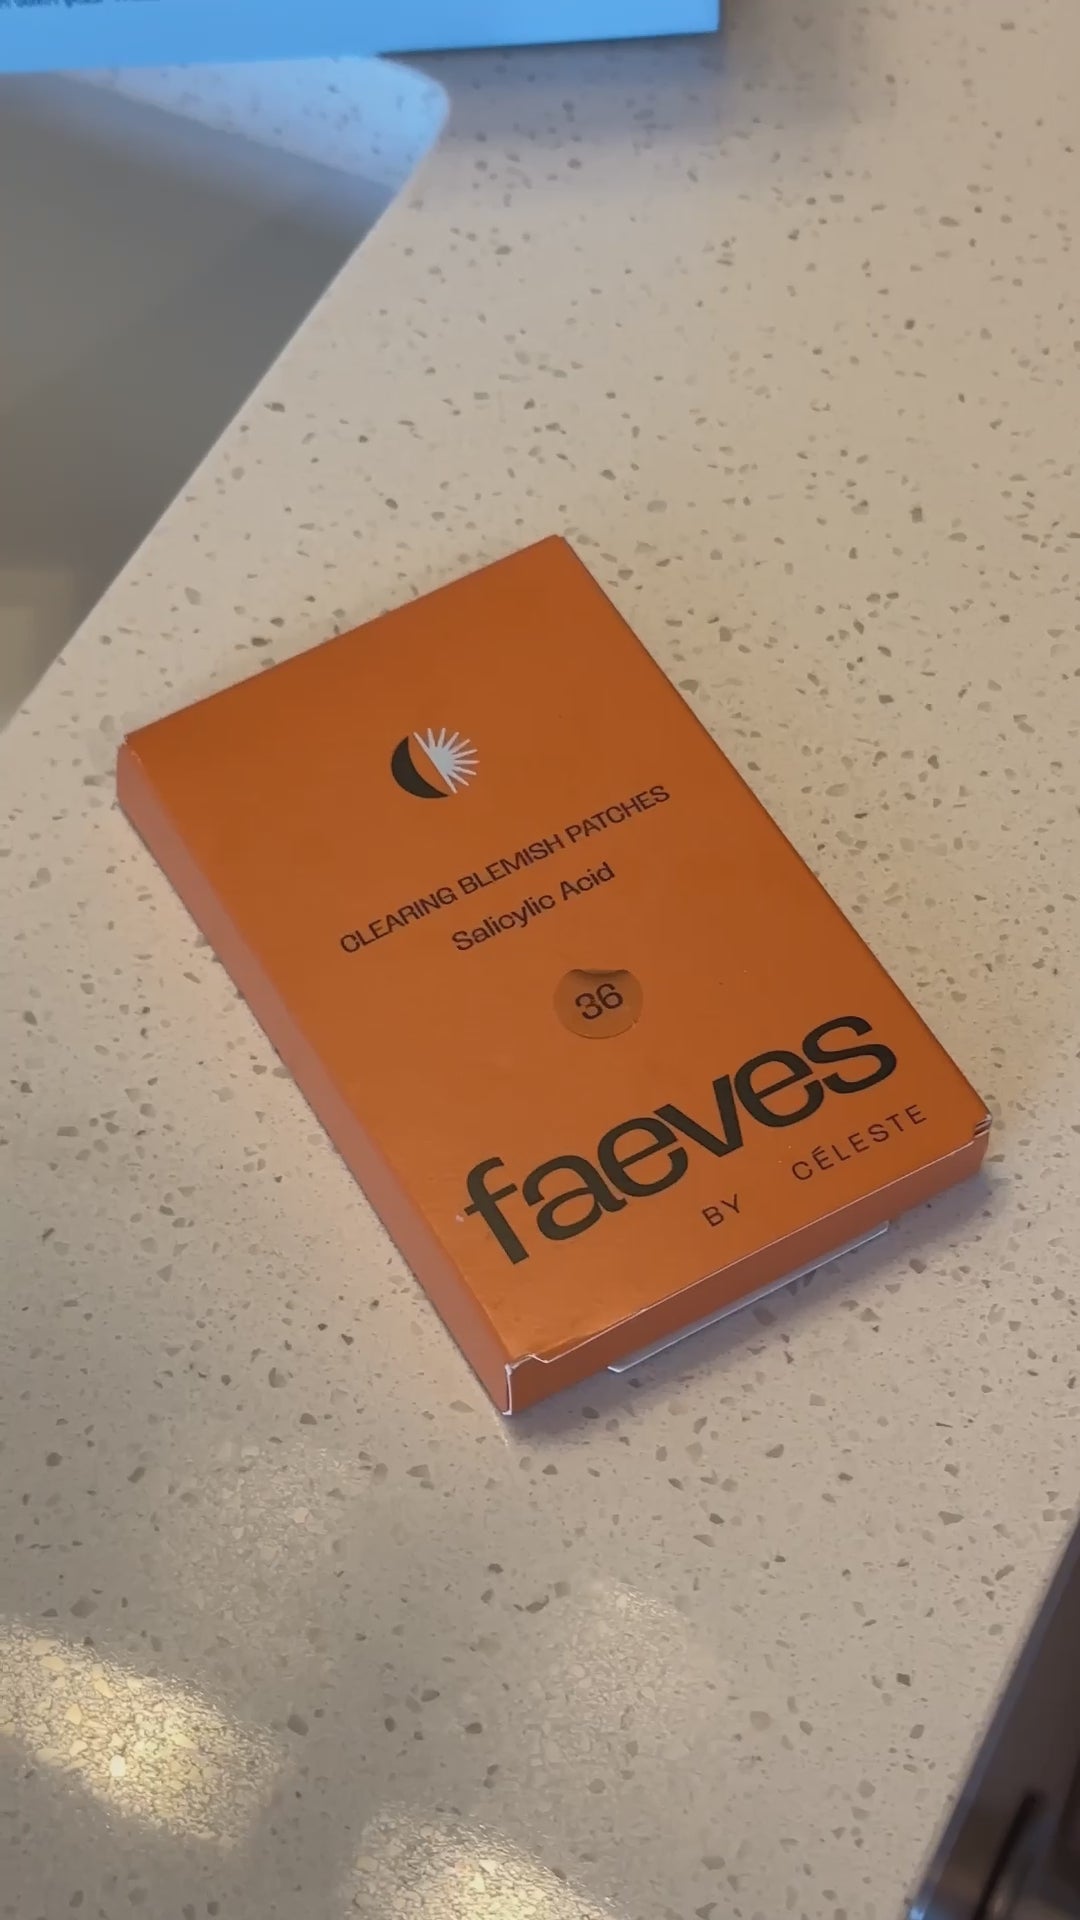 CLEARING BLEMISH PATCHES
Salicylic Acid
36
faeves
BY CÉLESTE